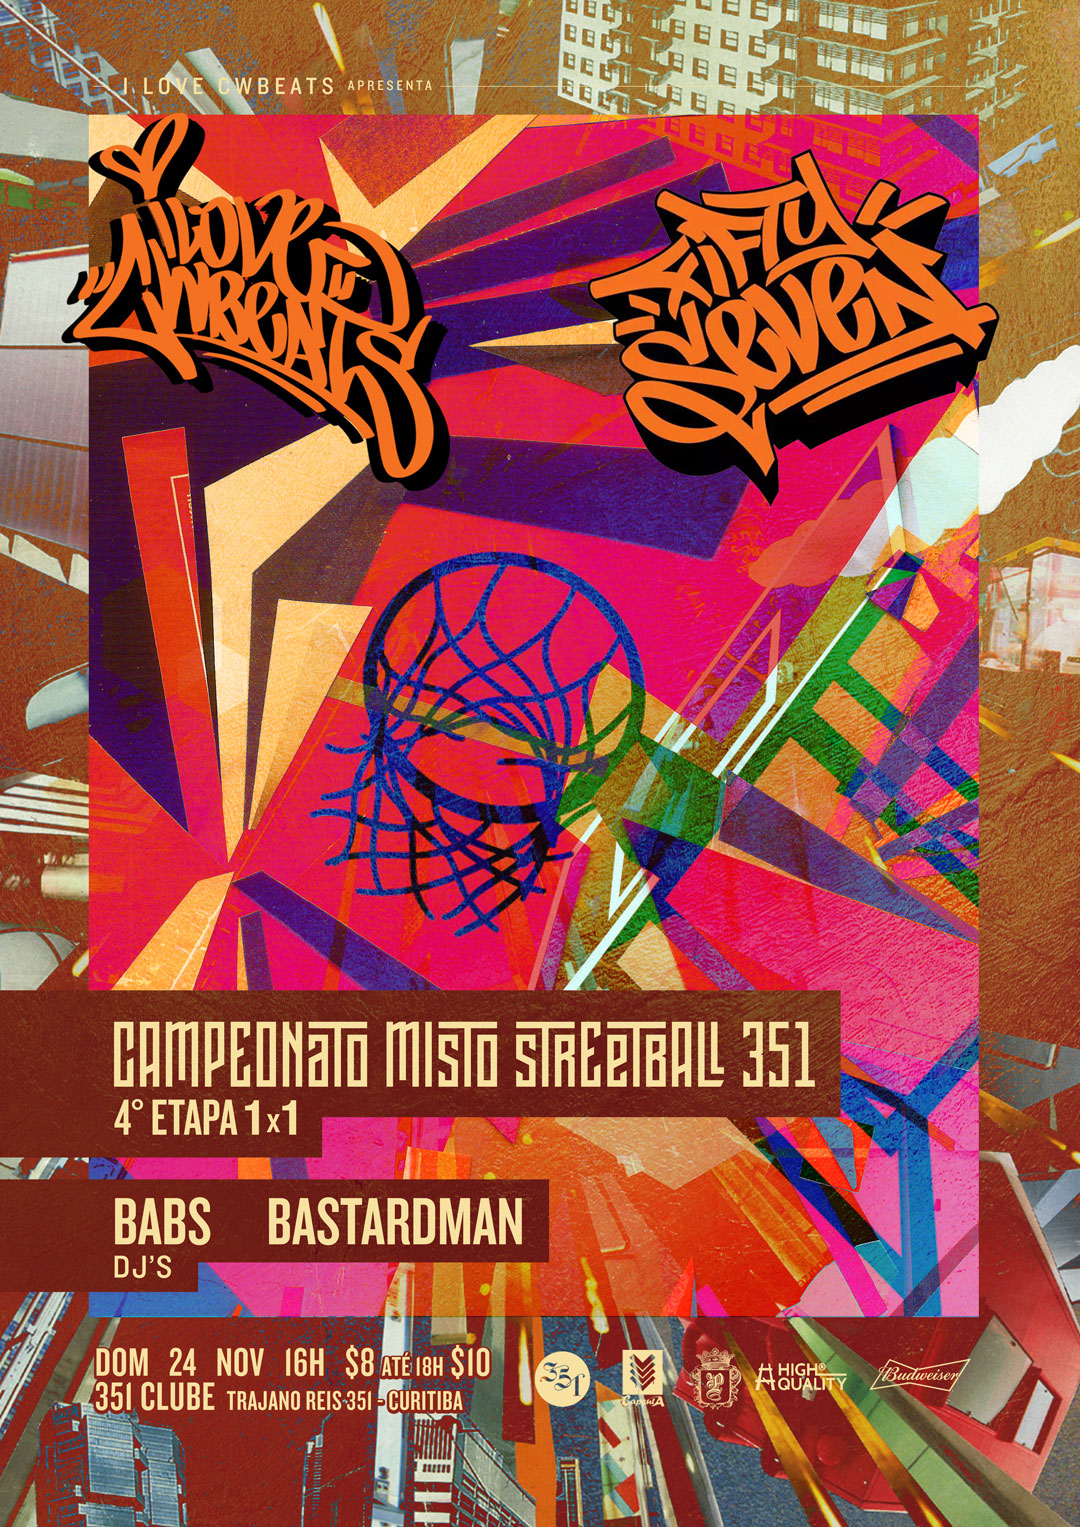 I LOVE CWBEATS APRESENTA
I LOVE
"CWBEATS"
FIFTY
SEVEN
CAMPEONATO MISTO STREETBALL 351
4° ETAPA 1x1
BABS BASTARDMAN
DJ'S
DOM 24 NOV 16H $8 ATÉ 18H $10
351 CLUBE TRAJANO REIS 351 - CURITIBA
351
CapsulA
HIGH®
QUALITY
Budweiser